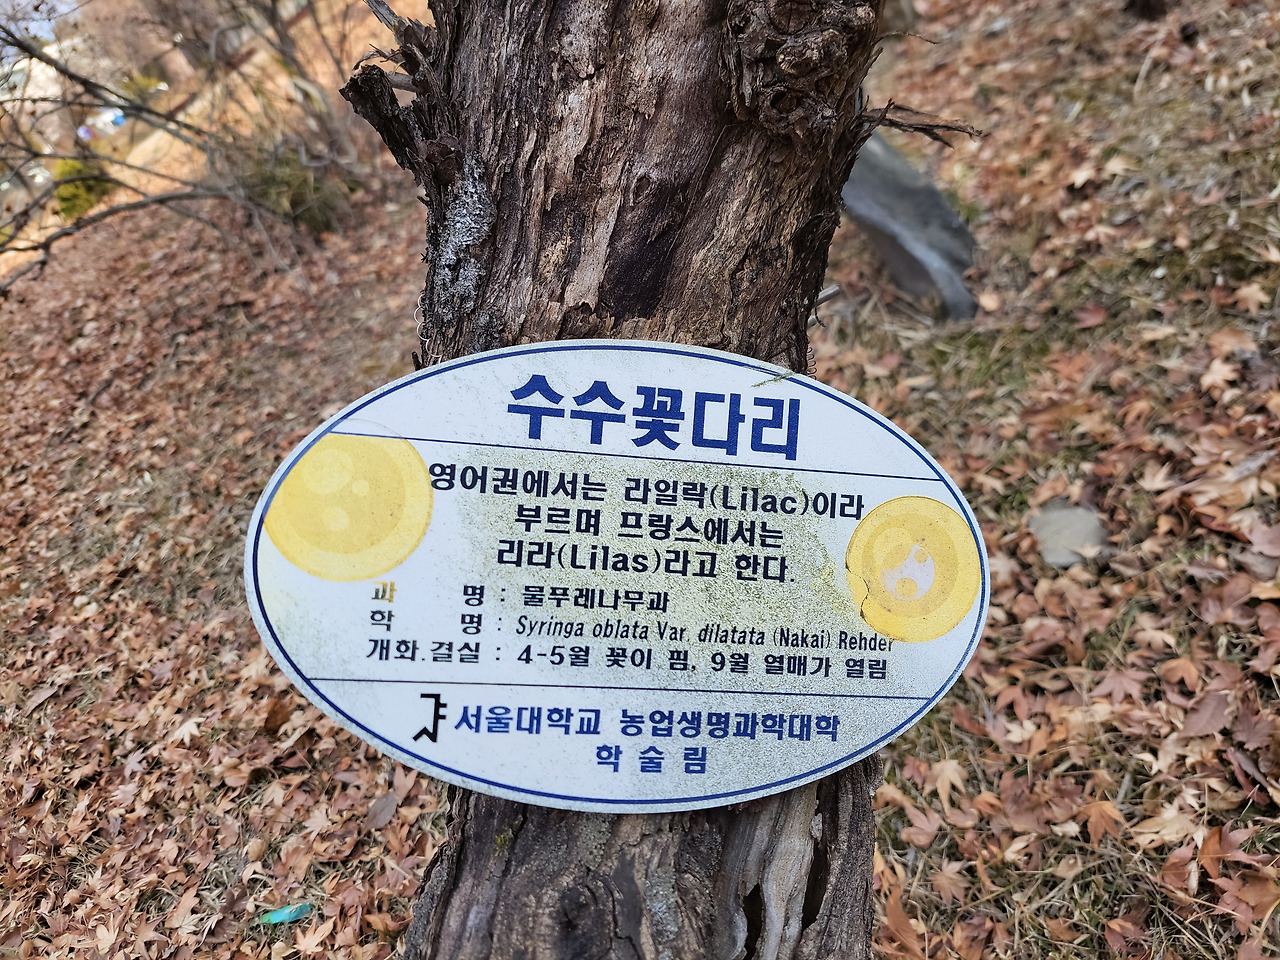 수수꽃다리
영어권에서는 라일락(Lilac)이라
부르며 프랑스에서는
리라(Lilas)라고 한다.
과 명 : 물푸레나무과
학 명 : Syringa oblata Var. dilatata (Nakai) Rehder
개화.결실 : 4-5월 꽃이 핌, 9월 열매가 열림
샤 서울대학교 농업생명과학대학
학 술 림